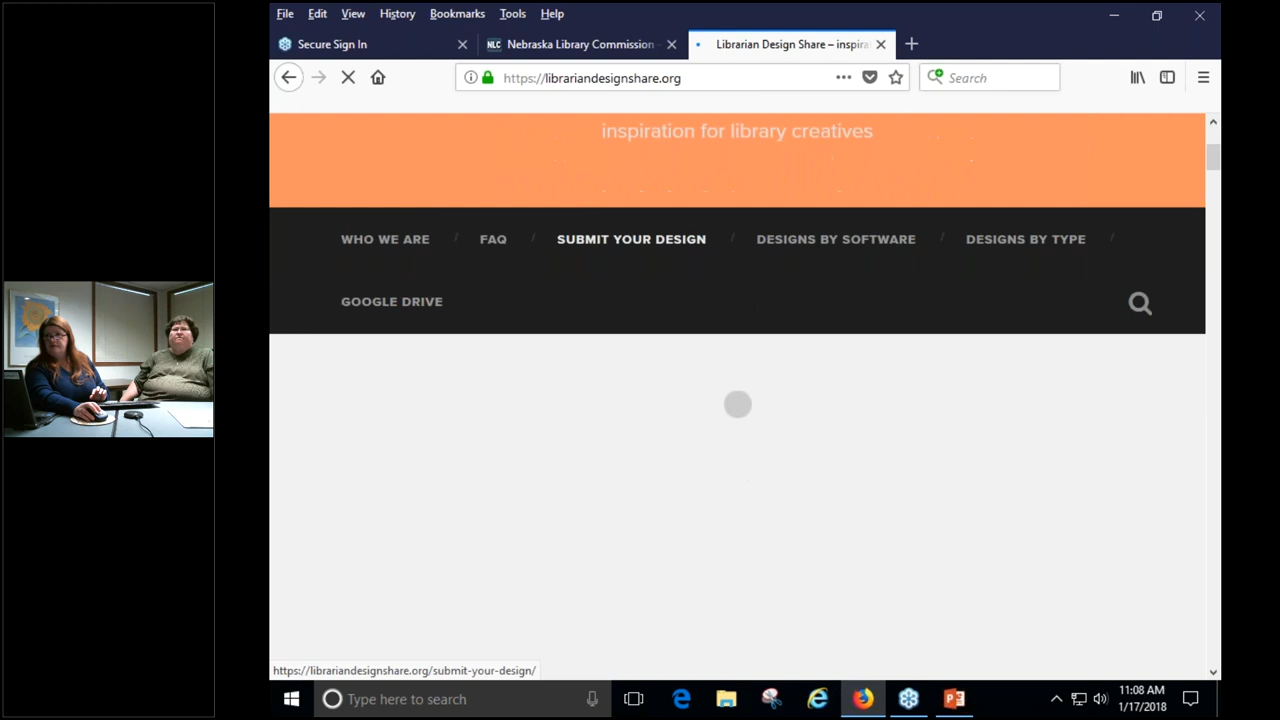 File Edit View History Bookmarks Tools Help
Secure Sign In
NLC Nebraska Library Commission
Librarian Design Share – inspira
https://librariandesignshare.org
Search
inspiration for library creatives
WHO WE ARE / FAQ / SUBMIT YOUR DESIGN / DESIGNS BY SOFTWARE / DESIGNS BY TYPE /
GOOGLE DRIVE
https://librariandesignshare.org/submit-your-design/
Type here to search
11:08 AM
1/17/2018